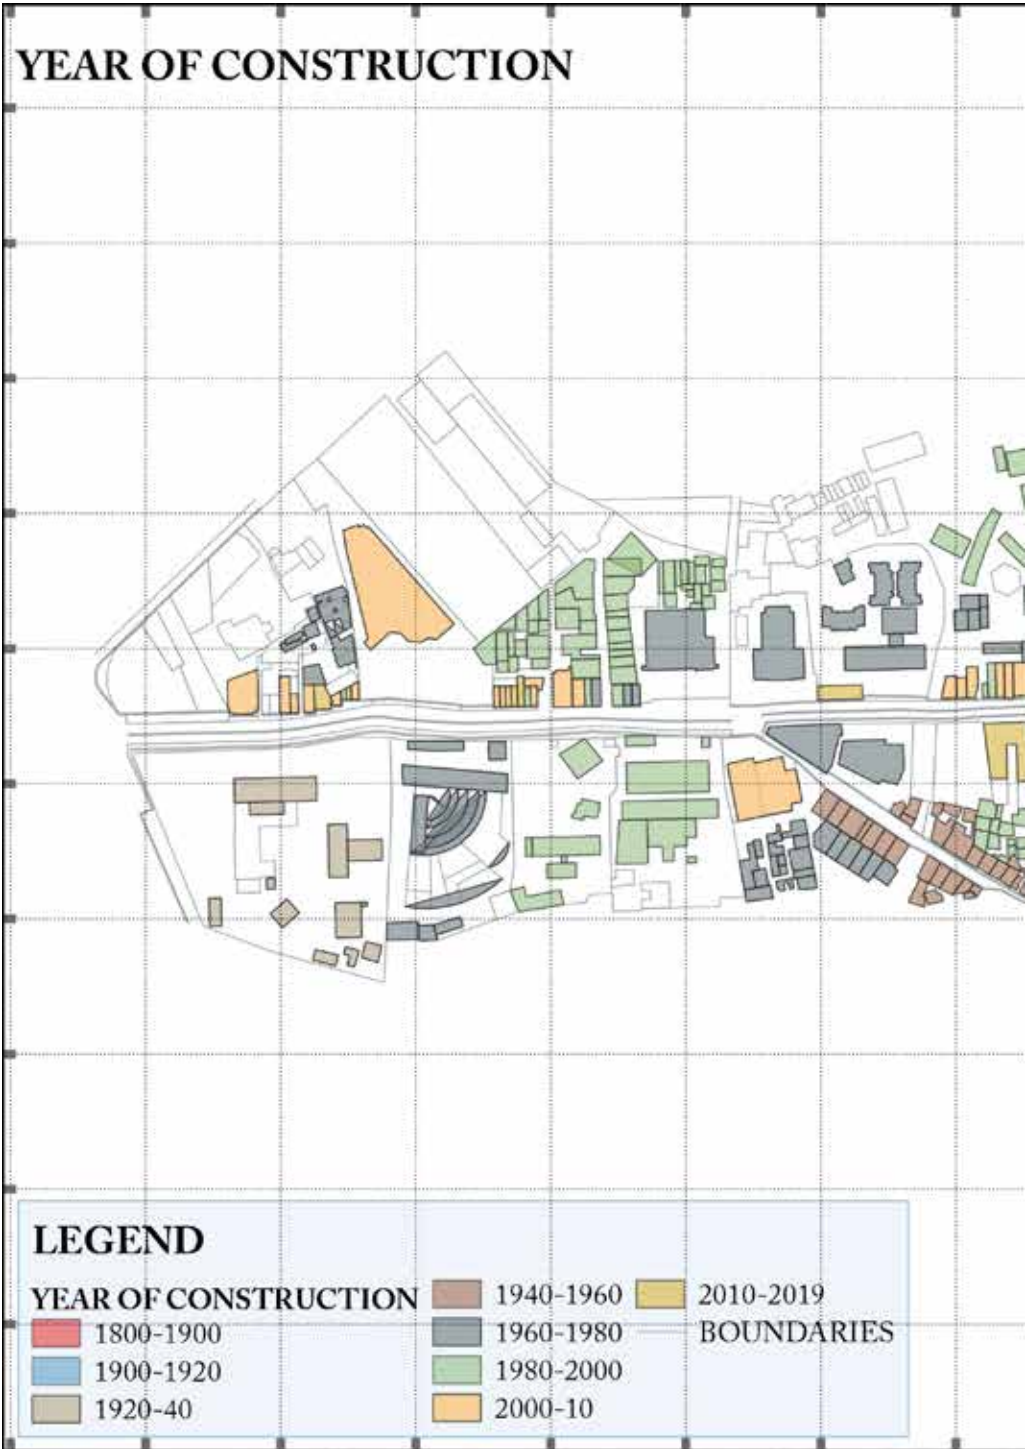 YEAR OF CONSTRUCTION
LEGEND
YEAR OF CONSTRUCTION
1800-1900
1900-1920
1920-40
1940-1960
1960-1980
1980-2000
2000-10
2010-2019
BOUNDARIES